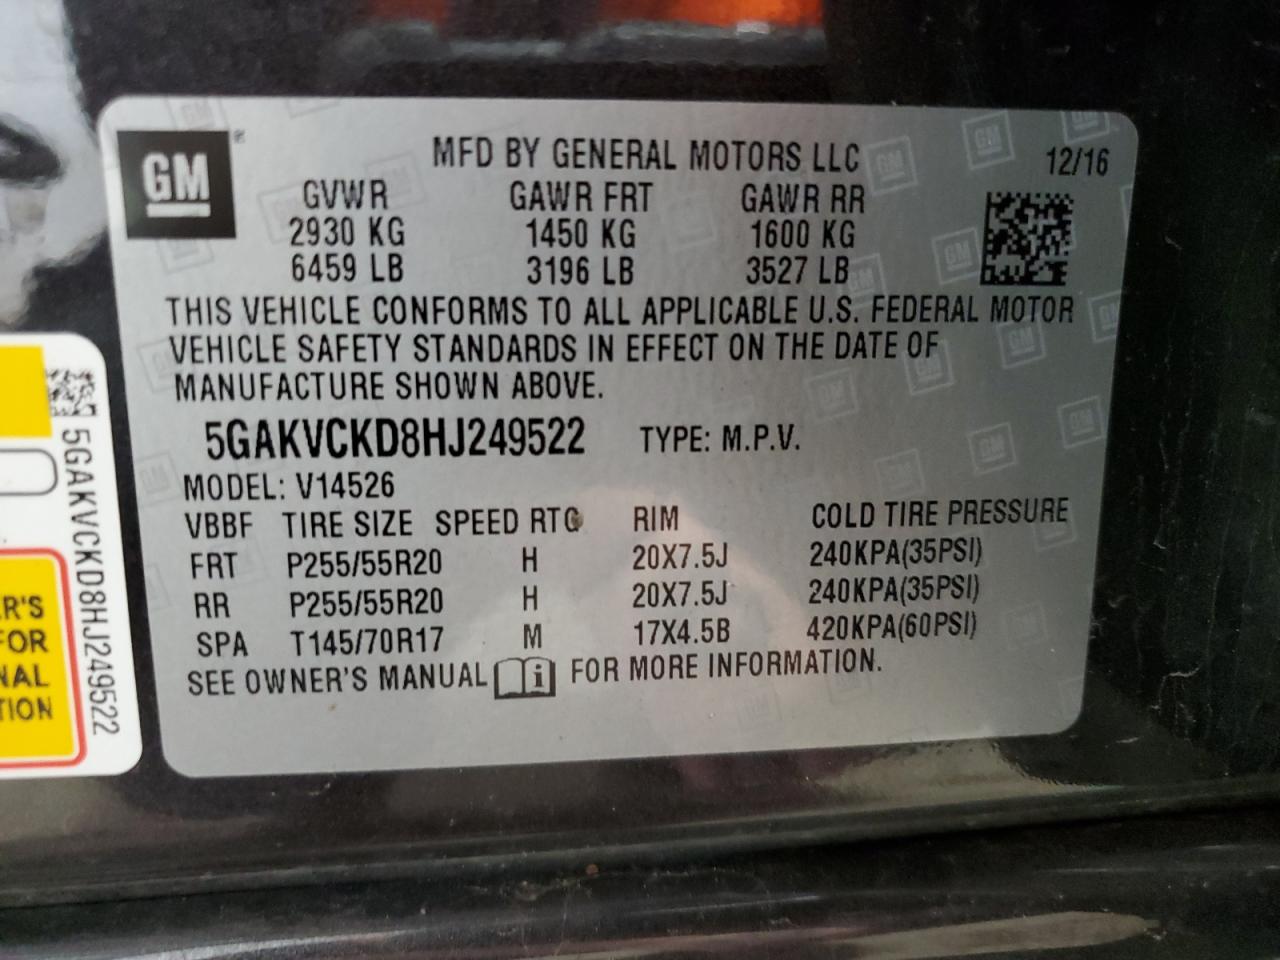 GM
MFD BY GENERAL MOTORS LLC 12/16
GVWR GAWR FRT GAWR RR
2930 KG 1450 KG 1600 KG
6459 LB 3196 LB 3527 LB
THIS VEHICLE CONFORMS TO ALL APPLICABLE U.S. FEDERAL MOTOR
VEHICLE SAFETY STANDARDS IN EFFECT ON THE DATE OF
MANUFACTURE SHOWN ABOVE.
5GAKVCKD8HJ249522 TYPE: M.P.V.
MODEL: V14526
VBBF TIRE SIZE SPEED RTG RIM COLD TIRE PRESSURE
FRT P255/55R20 H 20X7.5J 240KPA(35PSI)
RR P255/55R20 H 20X7.5J 240KPA(35PSI)
SPA T145/70R17 M 17X4.5B 420KPA(60PSI)
SEE OWNER'S MANUAL i FOR MORE INFORMATION.
5GAKVCKD8HJ249522
R'S
FOR
NAL
TION